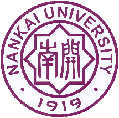 NANKAI UNIVERSITY
南開
· 1919 ·